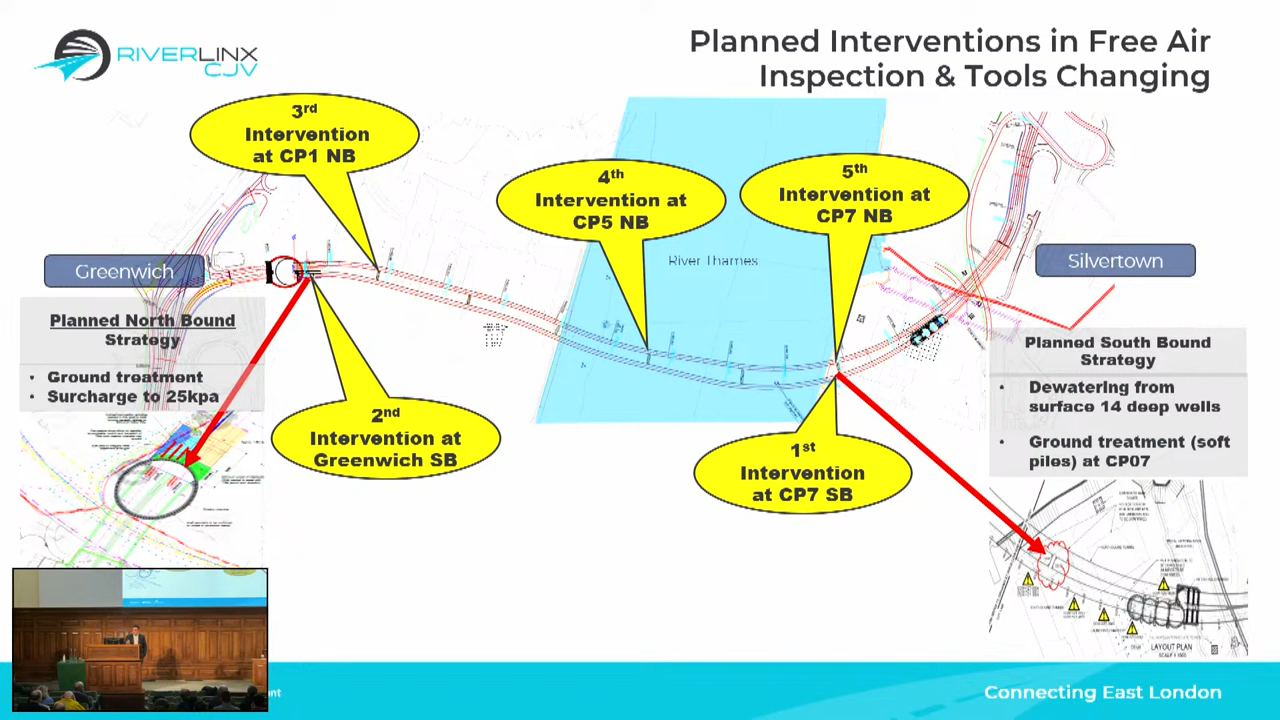 RIVERLINX
CJV
Planned Interventions in Free Air
Inspection & Tools Changing
3rd
Intervention
at CP1 NB
4th
Intervention at
CP5 NB
5th
Intervention at
CP7 NB
River Thames
Greenwich
Silvertown
Planned North Bound
Strategy
• Ground treatment
• Surcharge to 25kpa
2nd
Intervention at
Greenwich SB
1st
Intervention
at CP7 SB
Planned South Bound
Strategy
• Dewatering from
surface 14 deep wells
• Ground treatment (soft
piles) at CP07
LAYOUT PLAN
nt
Connecting East London